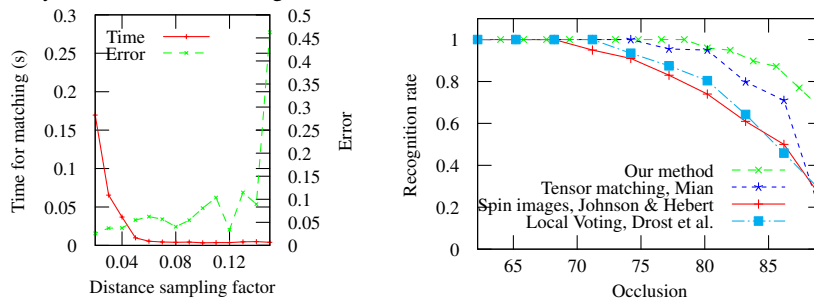 0.3
0.25
0.2
0.15
0.1
0.05
0
Time for matching (s)
Time
Error
0.5
0.45
0.4
0.35
0.3
0.25
0.2
0.15
0.1
0.05
0
Error
0.04
0.08
0.12
Distance sampling factor
1
0.8
0.6
0.4
0.2
0
Recognition rate
Our method
Tensor matching, Mian
Spin images, Johnson & Hebert
Local Voting, Drost et al.
65
70
75
80
85
Occlusion